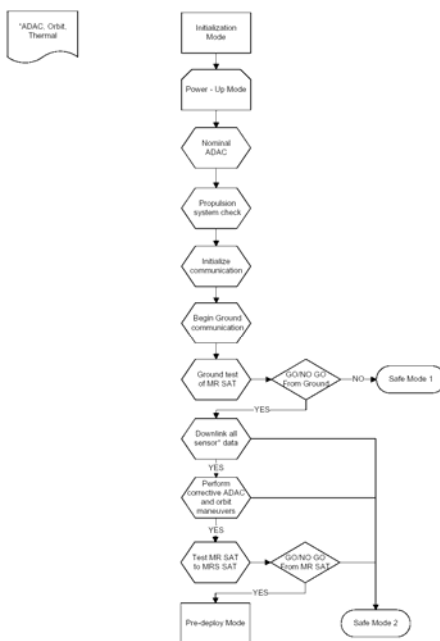 "ADAC, Orbit,
Thermal
Initialization
Mode
Power - Up Mode
Nominal
ADAC
Propulsion
system check
Initialize
communication
Begin Ground
communication
Ground test
of MR SAT
GO/NO GO
From Ground
NO
Safe Mode 1
YES
Downlink all
sensor* data
YES
Perform
corrective ADAC
and orbit
maneuvers
YES
Test MR SAT
to MRS SAT
GO/NO GO
From MR SAT
YES
Pre-deploy Mode
Safe Mode 2